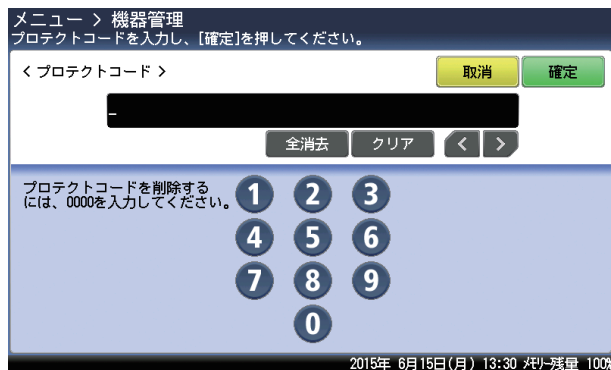 メニュー > 機器管理
プロテクトコードを入力し、[確定]を押してください。
< プロテクトコード >
取消
確定
_
全消去
クリア
<
>
プロテクトコードを削除する
には、0000を入力してください。
1 2 3
4 5 6
7 8 9
0
2015年 6月15日(月) 13:30 メモリー残量 100%